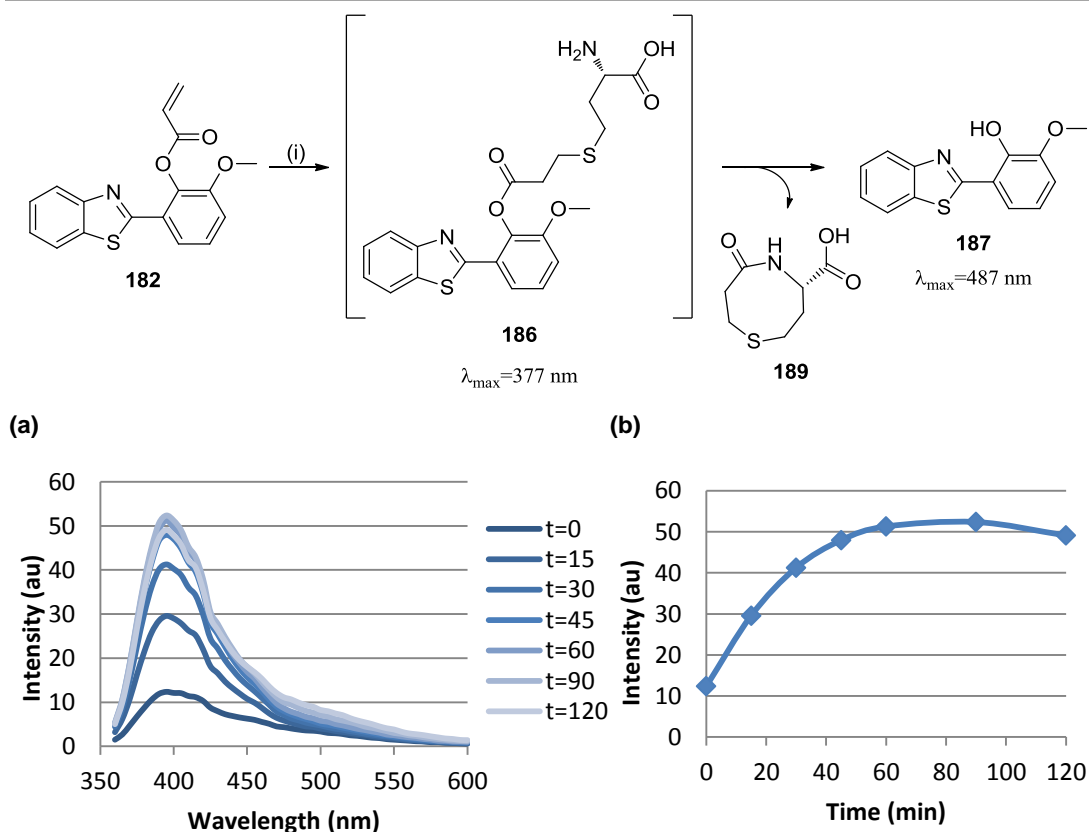 H₂N
OH
O
O
(i)
S
O
O
HO
O
N
O
N
O
N
S
O
O
H
N
OH
S
187
182
N
S
O
λmax=487 nm
186
S
189
λmax=377 nm
(a)
(b)
Intensity (au)
60
50
40
30
20
10
0
350 400 450 500 550 600
Wavelength (nm)
t=0
t=15
t=30
t=45
t=60
t=90
t=120
Intensity (au)
60
50
40
30
20
10
0
0 20 40 60 80 100 120
Time (min)